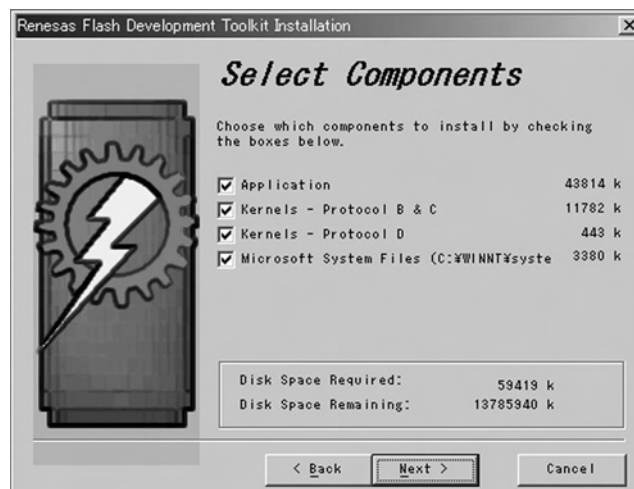 Renesas Flash Development Toolkit Installation
Select Components
Choose which components to install by checking
the boxes below.
Application 43814 k
Kernels - Protocol B & C 11782 k
Kernels - Protocol D 443 k
Microsoft System Files (C:¥WINNT¥syste 3380 k
Disk Space Required: 59419 k
Disk Space Remaining: 13785940 k
< Back Next > Cancel